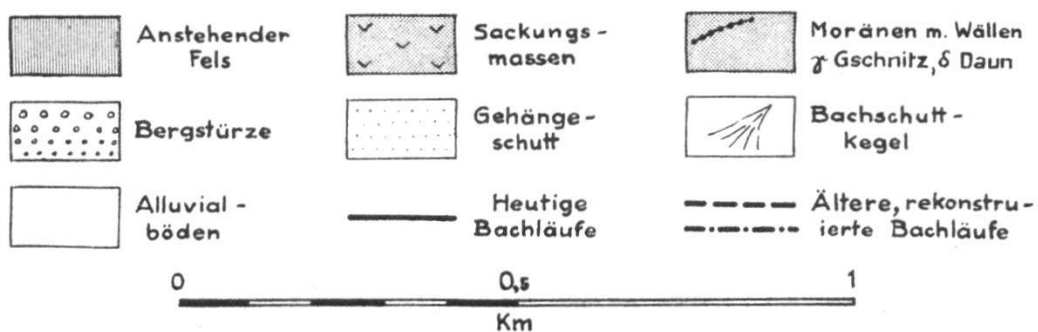 Anstehender
Fels
Sackungs-
massen
Moränen m. Wällen
γ Gschnitz, δ Daun
Bergstürze
Gehänge-
schutt
Bachschutt-
kegel
Alluvial-
böden
Heutige
Bachläufe
Ältere, rekonstru-
ierte Bachläufe
0 0,5 1
Km